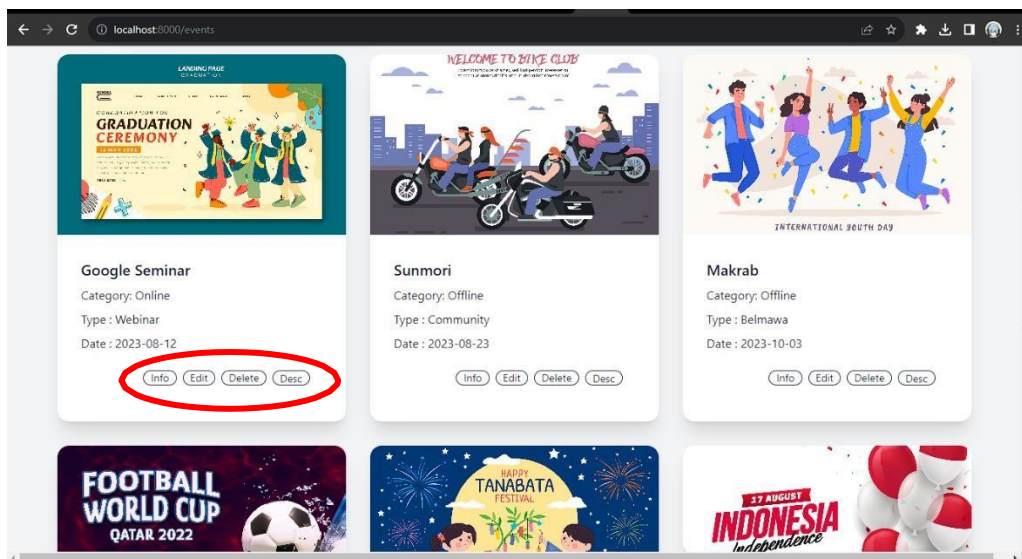 localhost:8000/events
LANDING PAGE
GRADUATION
GRADUATION
CEREMONY
WELCOME TO BIKE CLUB
INTERNATIONAL YOUTH DAY
Google Seminar
Category: Online
Type : Webinar
Date : 2023-08-12
Info Edit Delete Desc
Sunmori
Category: Offline
Type : Community
Date : 2023-08-23
Info Edit Delete Desc
Makrab
Category: Offline
Type : Belmawa
Date : 2023-10-03
Info Edit Delete Desc
FOOTBALL
WORLD CUP
QATAR 2022
HAPPY
TANABATA
FESTIVAL
17 AUGUST
INDONESIA
Independence